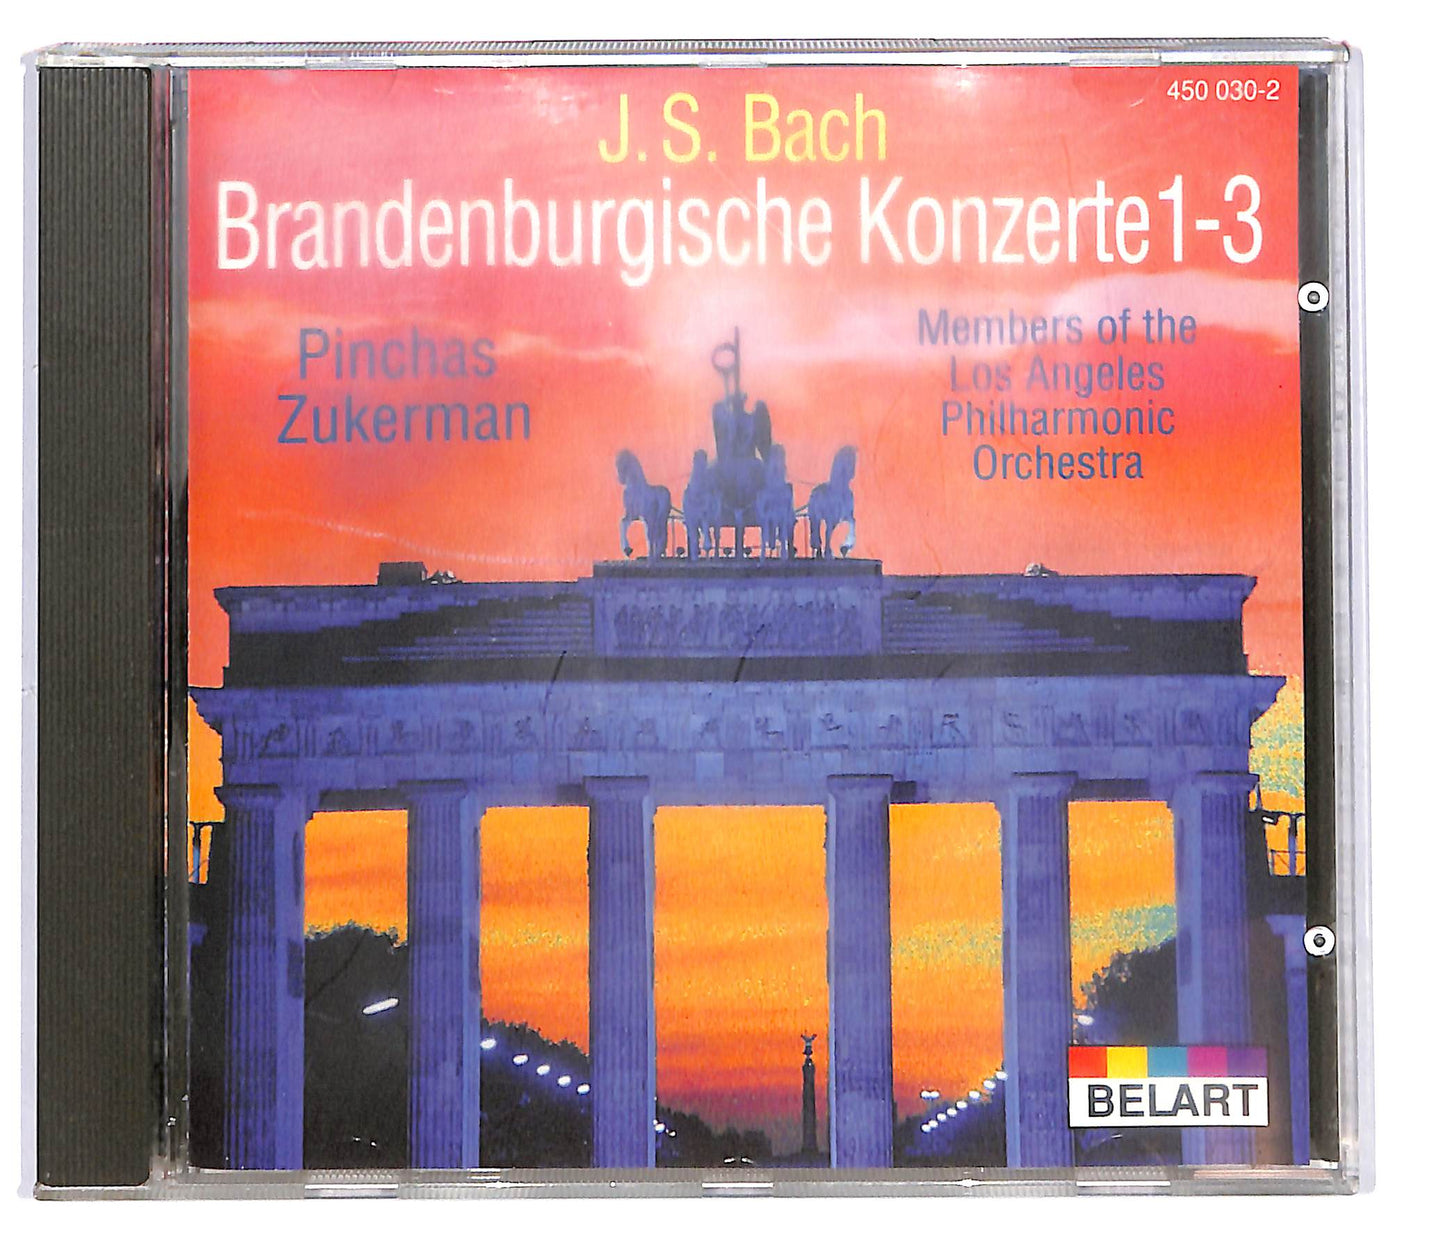 450 030-2
J. S. Bach
Brandenburgische Konzerte 1-3
Pinchas
Zukerman
Members of the
Los Angeles
Philharmonic
Orchestra
BELART